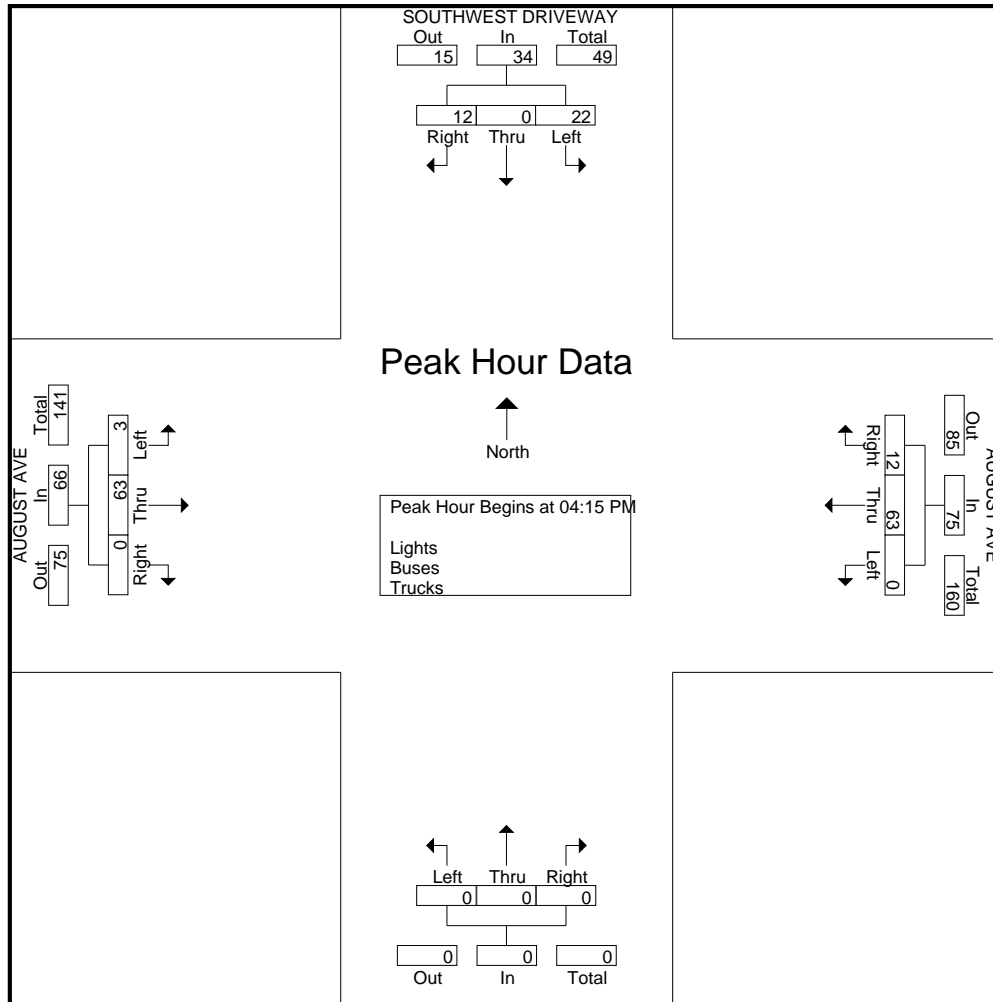 SOUTHWEST DRIVEWAY
Out In Total
15 34 49
12 0 22
Right Thru Left
Peak Hour Data
North
Peak Hour Begins at 04:15 PM
Lights
Buses
Trucks
AUGUST AVE
Out In Total
75 66 141
Right Thru Left
0 63 3
AUGUST AVE
Out In Total
85 75 160
Right Thru Left
12 63 0
Left Thru Right
0 0 0
0 0 0
Out In Total